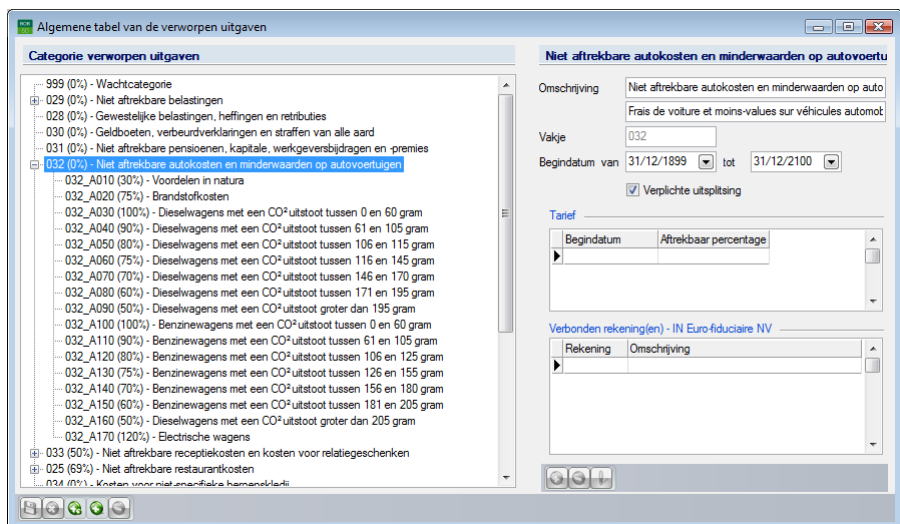 Algemene tabel van de verworpen uitgaven
Categorie verworpen uitgaven
999 (0%) - Wachtcategorie
029 (0%) - Niet aftrekbare belastingen
028 (0%) - Gewestelijke belastingen, heffingen en retributies
030 (0%) - Geldboeten, verbeurdverklaringen en straffen van alle aard
031 (0%) - Niet aftrekbare pensioenen, kapitale, werkgeversbijdragen en -premies
032 (0%) - Niet aftrekbare autokosten en minderwaarden op autovoertuigen
032_A010 (30%) - Voordelen in natura
032_A020 (75%) - Brandstofkosten
032_A030 (100%) - Dieselwagens met een CO² uitstoot tussen 0 en 60 gram
032_A040 (90%) - Dieselwagens met een CO² uitstoot tussen 61 en 105 gram
032_A050 (80%) - Dieselwagens met een CO² uitstoot tussen 106 en 115 gram
032_A060 (75%) - Dieselwagens met een CO² uitstoot tussen 116 en 145 gram
032_A070 (70%) - Dieselwagens met een CO² uitstoot tussen 146 en 170 gram
032_A080 (60%) - Dieselwagens met een CO² uitstoot tussen 171 en 195 gram
032_A090 (50%) - Dieselwagens met een CO² uitstoot groter dan 195 gram
032_A100 (100%) - Benzinewagens met een CO² uitstoot tussen 0 en 60 gram
032_A110 (90%) - Benzinewagens met een CO² uitstoot tussen 61 en 105 gram
032_A120 (80%) - Benzinewagens met een CO² uitstoot tussen 106 en 125 gram
032_A130 (75%) - Benzinewagens met een CO² uitstoot tussen 126 en 155 gram
032_A140 (70%) - Benzinewagens met een CO² uitstoot tussen 156 en 180 gram
032_A150 (60%) - Benzinewagens met een CO² uitstoot tussen 181 en 205 gram
032_A160 (50%) - Dieselwagens met een CO² uitstoot groter dan 205 gram
032_A170 (120%) - Electrische wagens
033 (50%) - Niet aftrekbare receptiekosten en kosten voor relatiegeschenken
025 (69%) - Niet aftrekbare restaurantkosten
034 (0%) - Kosten voor niet-specifieke beroepskledij
Niet aftrekbare autokosten en minderwaarden op autovoertu
Omschrijving Niet aftrekbare autokosten en minderwaarden op auto
Frais de voiture et moins-values sur véhicules automob
Vakje 032
Begindatum van 31/12/1899 tot 31/12/2100
Verplichte uitsplitsing
Tarief
Begindatum Aftrekbaar percentage
Verbonden rekening(en) - IN Euro-fiduciaire NV
Rekening Omschrijving